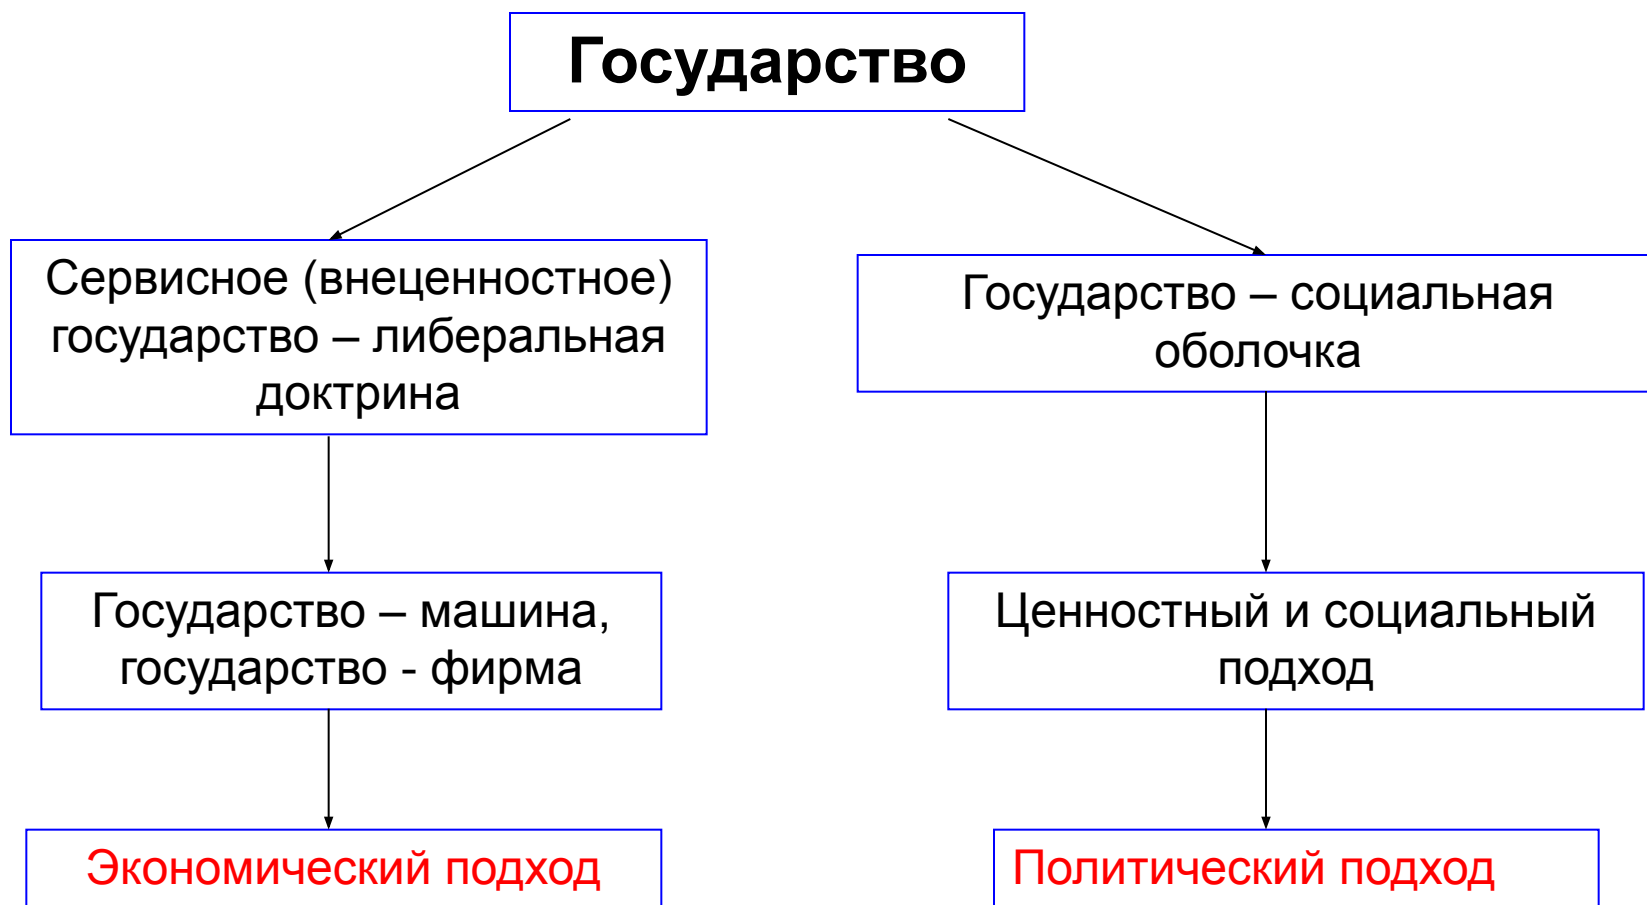 Государство
Сервисное (внеценностное)
государство – либеральная
доктрина
Государство – социальная
оболочка
Государство – машина,
государство - фирма
Ценностный и социальный
подход
Экономический подход
Политический подход